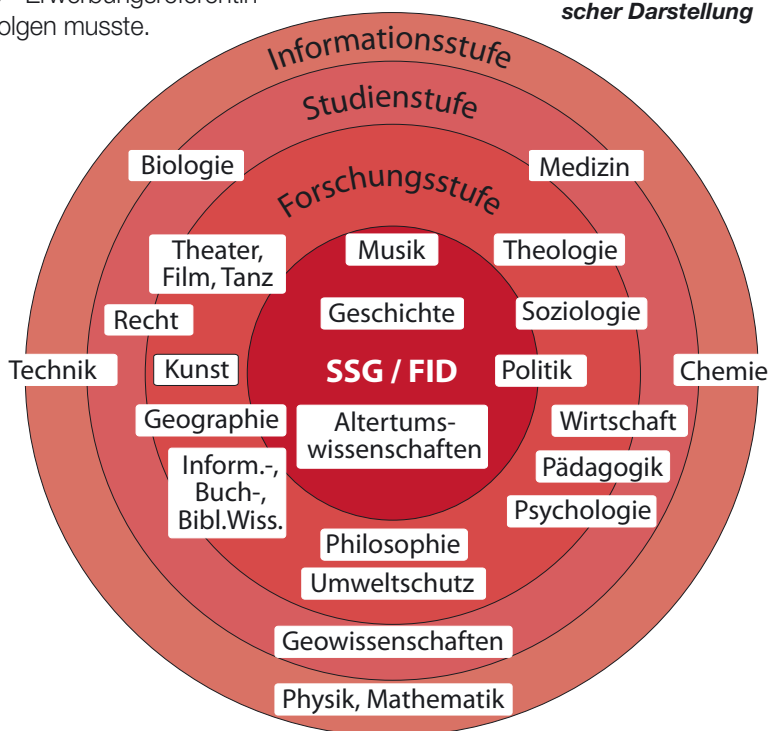 Erwerbungsreferentin
olgen musste.
scher Darstellung
Informationsstufe
Studienstufe
Biologie
Medizin
Forschungsstufe
Theater,
Film, Tanz
Musik
Theologie
Recht
Geschichte
Soziologie
Technik
Kunst
SSG / FID
Politik
Chemie
Geographie
Altertums-
wissenschaften
Wirtschaft
Inform.-,
Buch-,
Bibl.Wiss.
Pädagogik
Psychologie
Philosophie
Umweltschutz
Geowissenschaften
Physik, Mathematik